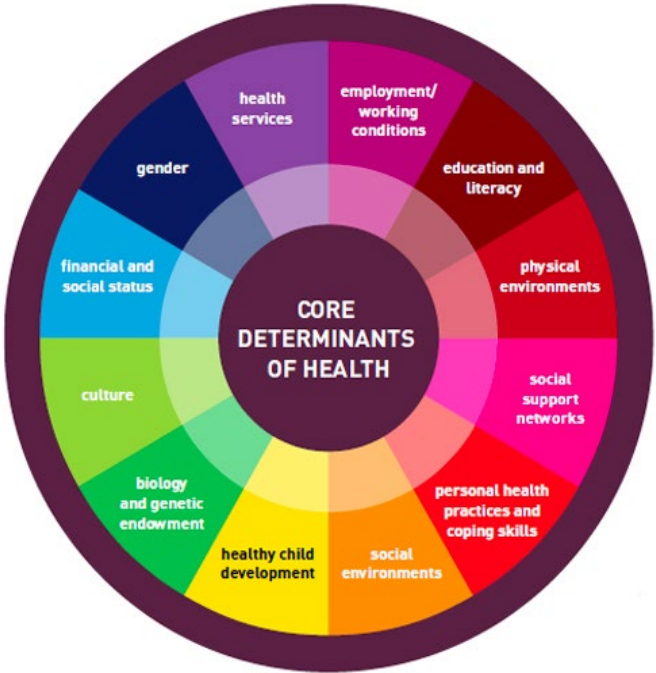 CORE
DETERMINANTS
OF HEALTH
employment/
working
conditions
education and
literacy
physical
environments
social
support
networks
personal health
practices and
coping skills
social
environments
healthy child
development
biology
and genetic
endowment
culture
financial and
social status
gender
health
services